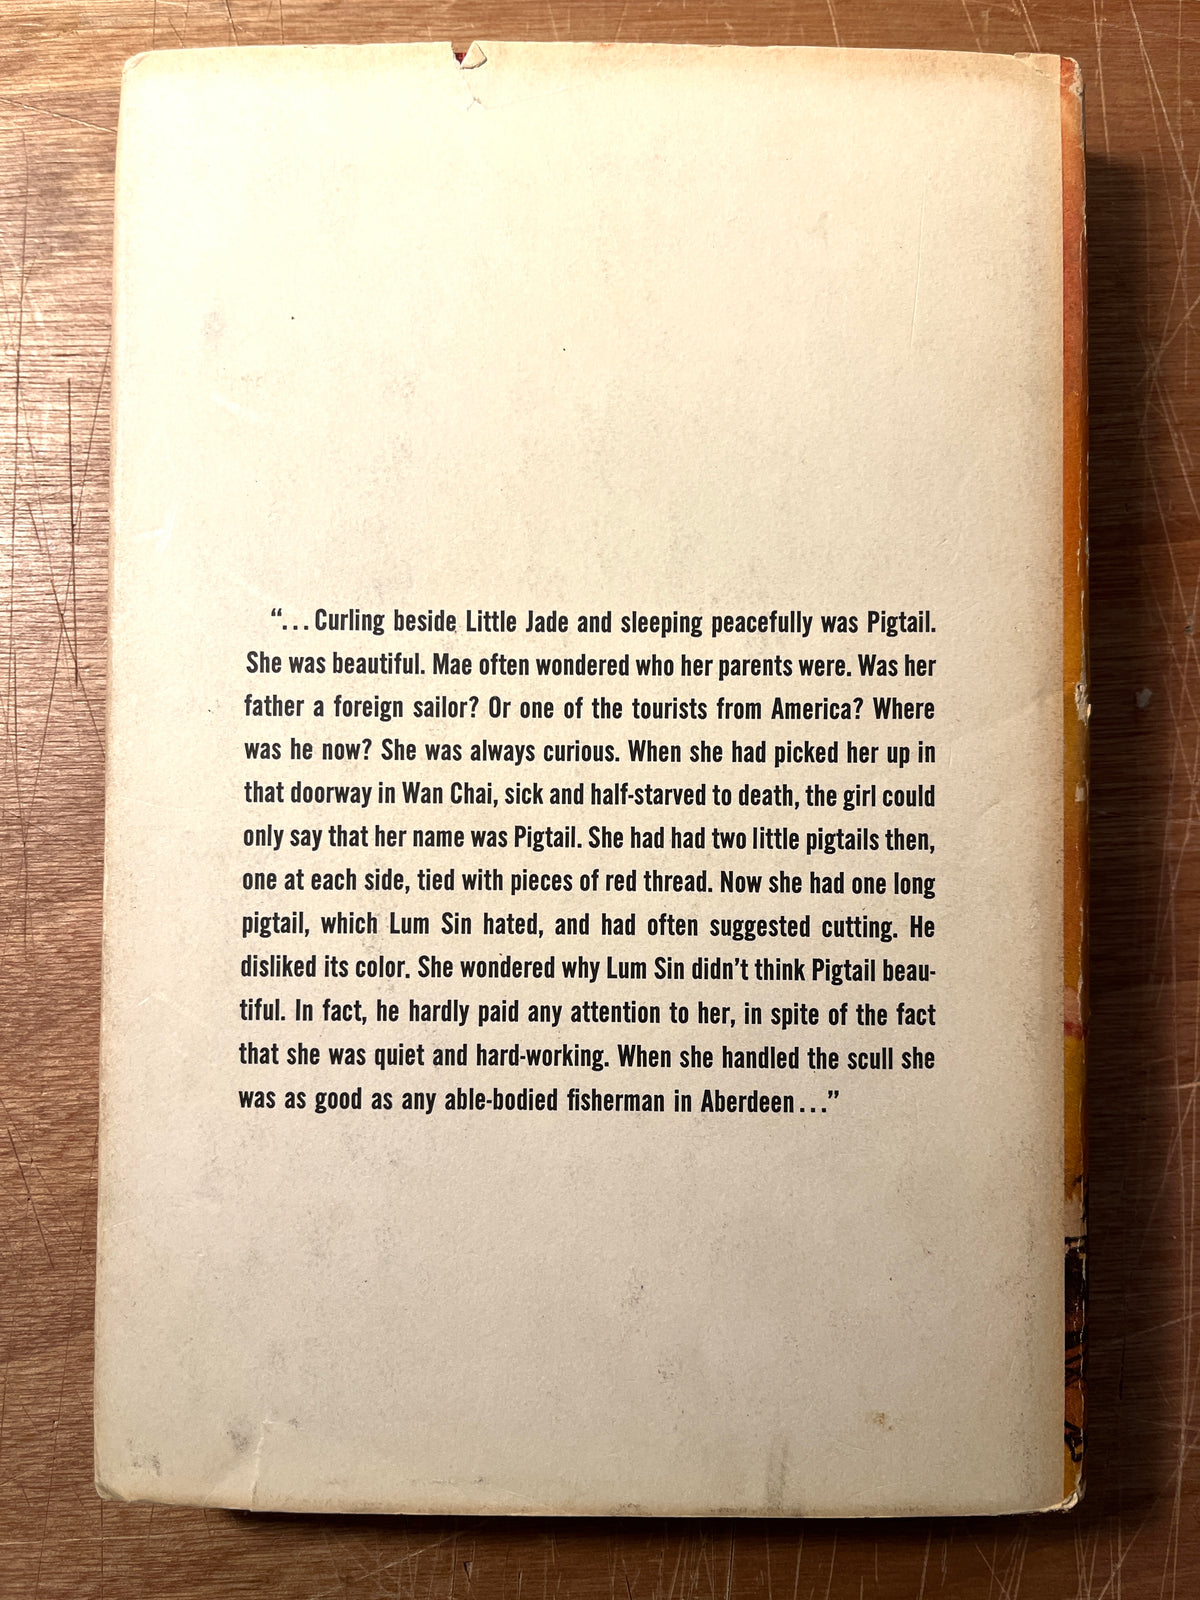 “... Curling beside Little Jade and sleeping peacefully was Pigtail.
She was beautiful. Mae often wondered who her parents were. Was her
father a foreign sailor? Or one of the tourists from America? Where
was he now? She was always curious. When she had picked her up in
that doorway in Wan Chai, sick and half-starved to death, the girl could
only say that her name was Pigtail. She had had two little pigtails then,
one at each side, tied with pieces of red thread. Now she had one long
pigtail, which Lum Sin hated, and had often suggested cutting. He
disliked its color. She wondered why Lum Sin didn’t think Pigtail beau-
tiful. In fact, he hardly paid any attention to her, in spite of the fact
that she was quiet and hard-working. When she handled the scull she
was as good as any able-bodied fisherman in Aberdeen...”